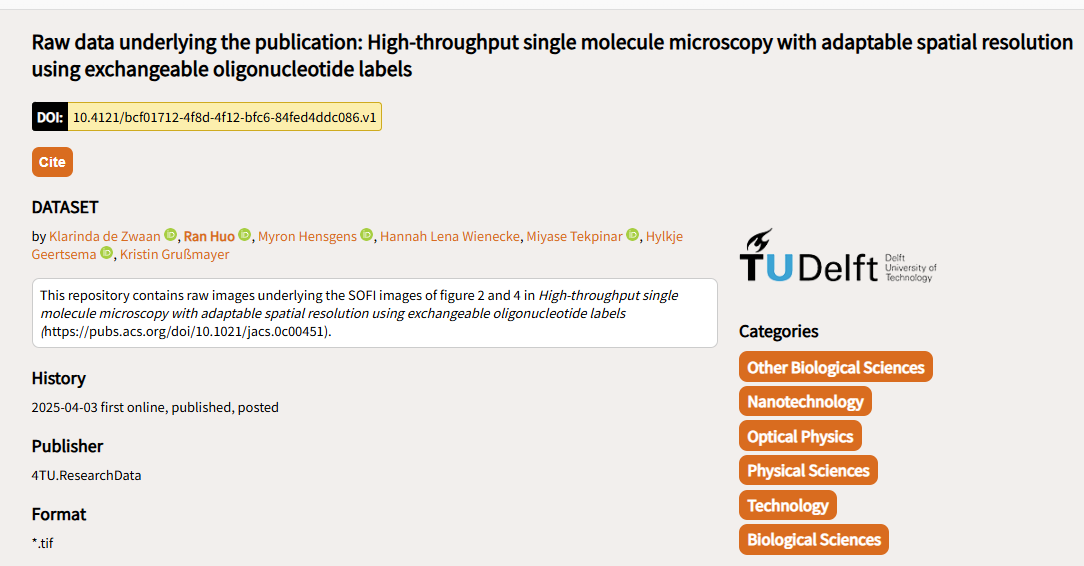 Raw data underlying the publication: High-throughput single molecule microscopy with adaptable spatial resolution
using exchangeable oligonucleotide labels
DOI: 10.4121/bcf01712-4f8d-4f12-bfc6-84fed4ddc086.v1
Cite
DATASET
by Klarinda de Zwaan, Ran Huo, Myron Hensgens, Hannah Lena Wienecke, Miyase Tekpinar, Hylkje
Geertsema, Kristin Grußmayer
This repository contains raw images underlying the SOFI images of figure 2 and 4 in High-throughput single
molecule microscopy with adaptable spatial resolution using exchangeable oligonucleotide labels
(https://pubs.acs.org/doi/10.1021/jacs.0c00451).
History
2025-04-03 first online, published, posted
Publisher
4TU.ResearchData
Format
*.tif
TU Delft
Delft
University of
Technology
Categories
Other Biological Sciences
Nanotechnology
Optical Physics
Physical Sciences
Technology
Biological Sciences